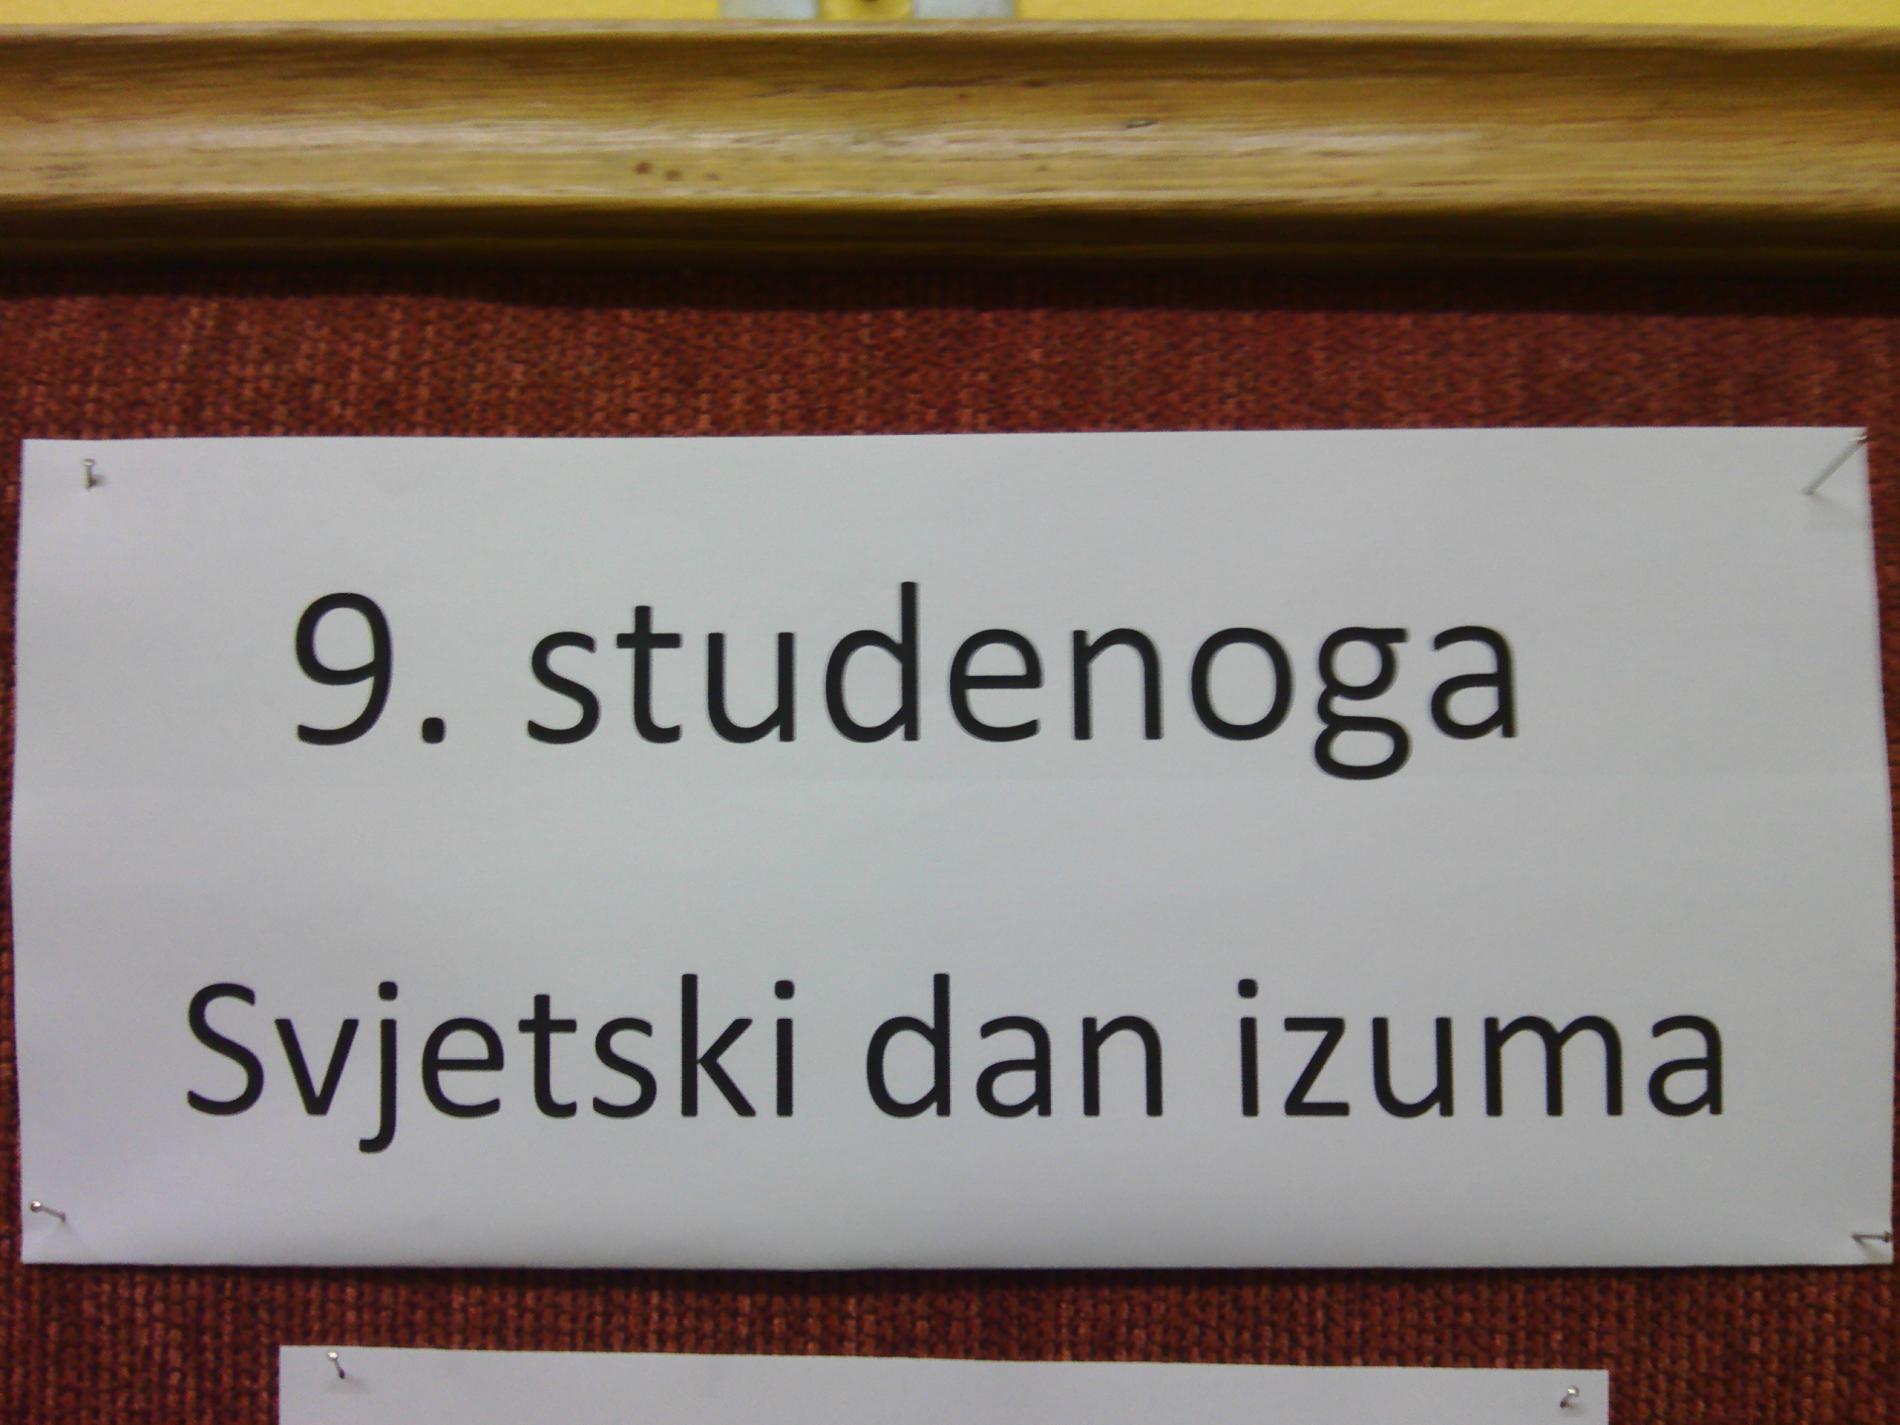 9. studenoga
Svjetski dan izuma